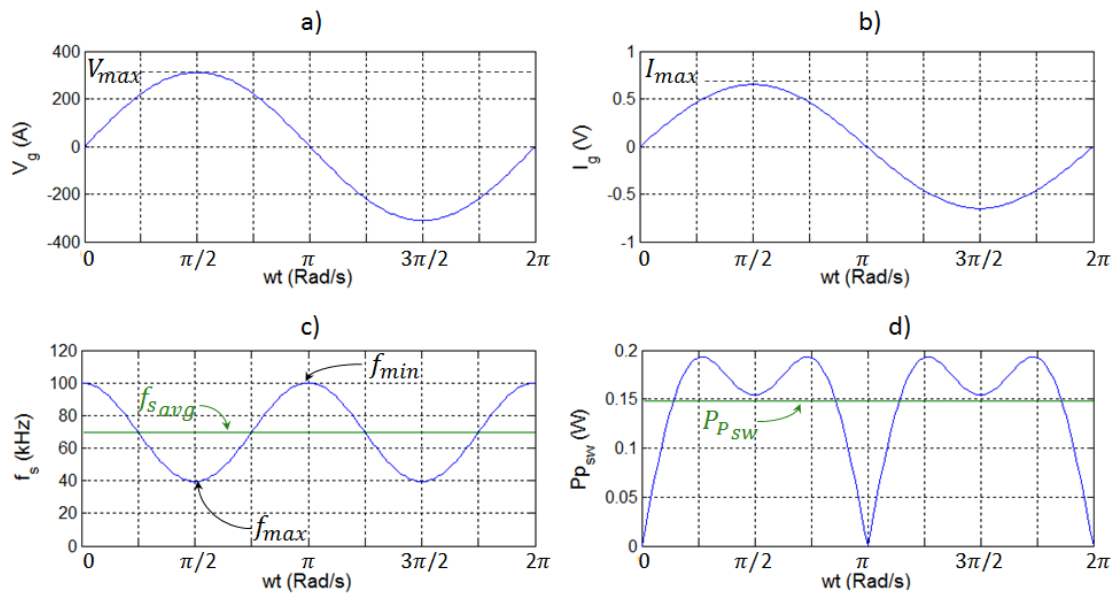 a)
400
200
0
-200
-400
V_max
V_g (A)
0 π/2 π 3π/2 2π
wt (Rad/s)
b)
1
0.5
0
-0.5
-1
I_max
I_g (V)
0 π/2 π 3π/2 2π
wt (Rad/s)
c)
120
100
80
60
40
20
0
f_min
f_s avg
f_max
f_s (kHz)
0 π/2 π 3π/2 2π
wt (Rad/s)
d)
0.2
0.15
0.1
0.05
0
P_P sw
Pp_sw (W)
0 π/2 π 3π/2 2π
wt (Rad/s)